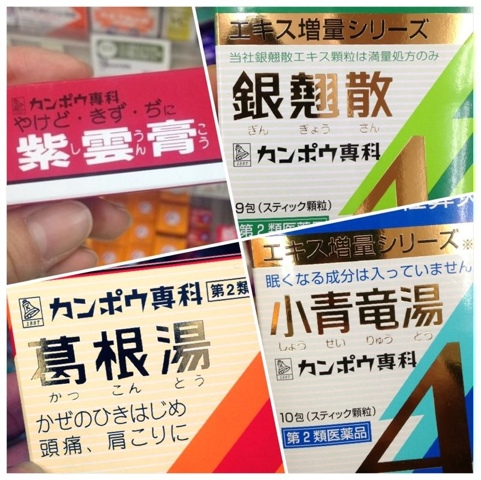 カンポウ専科
やけど・きず・ぢに
紫雲膏
しうんこう
エキス増量シリーズ
当社銀翹散エキス顆粒は満量処方のみ
銀翹散
ぎんぎょうさん
カンポウ専科
9包(スティック顆粒)
第2類医薬品
A
カンポウ専科 第2類
1887
葛根湯
かっこんとう
かぜのひきはじめ
頭痛、肩こりに
エキス増量シリーズ※
眠くなる成分は入っていません
小青竜湯
しょうせいりゅうとう
カンポウ専科
10包(スティック顆粒)
第2類医薬品
A